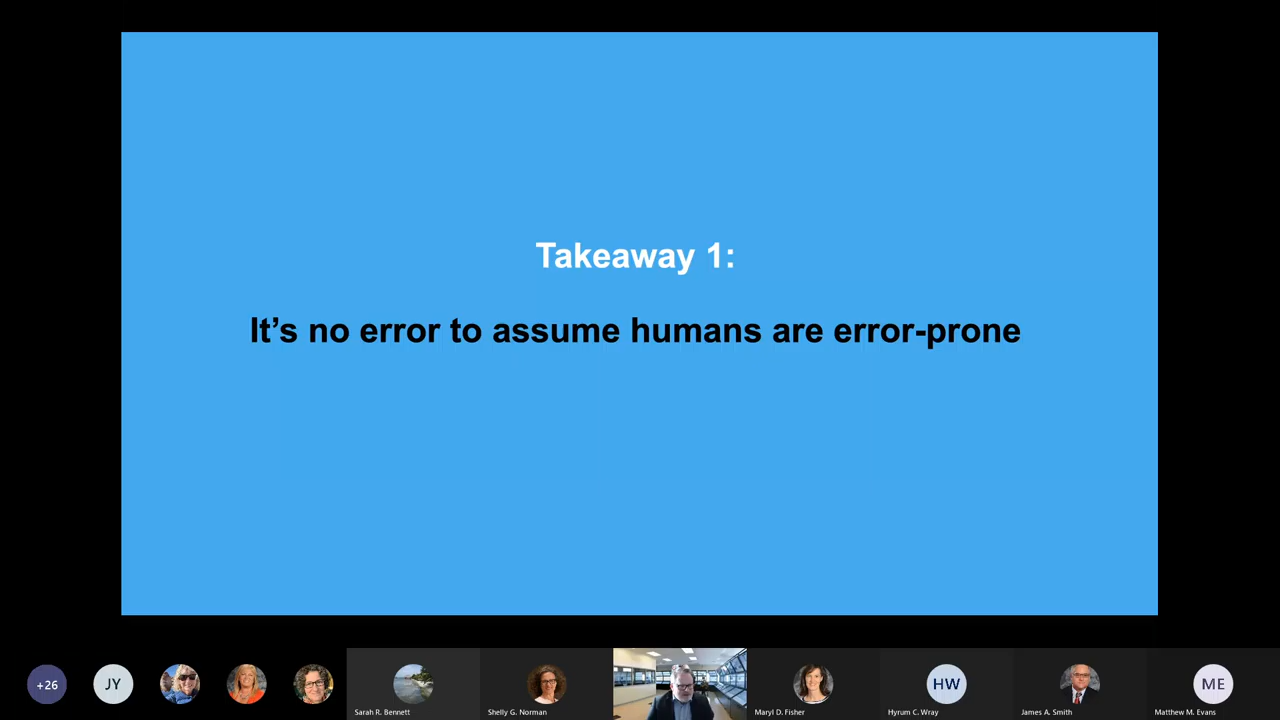 Takeaway 1:
It’s no error to assume humans are error-prone
+26
JY
Sarah R. Bennett
Shelly G. Norman
Maryl D. Fisher
HW
Hyrum C. Wray
James A. Smith
ME
Matthew M. Evans